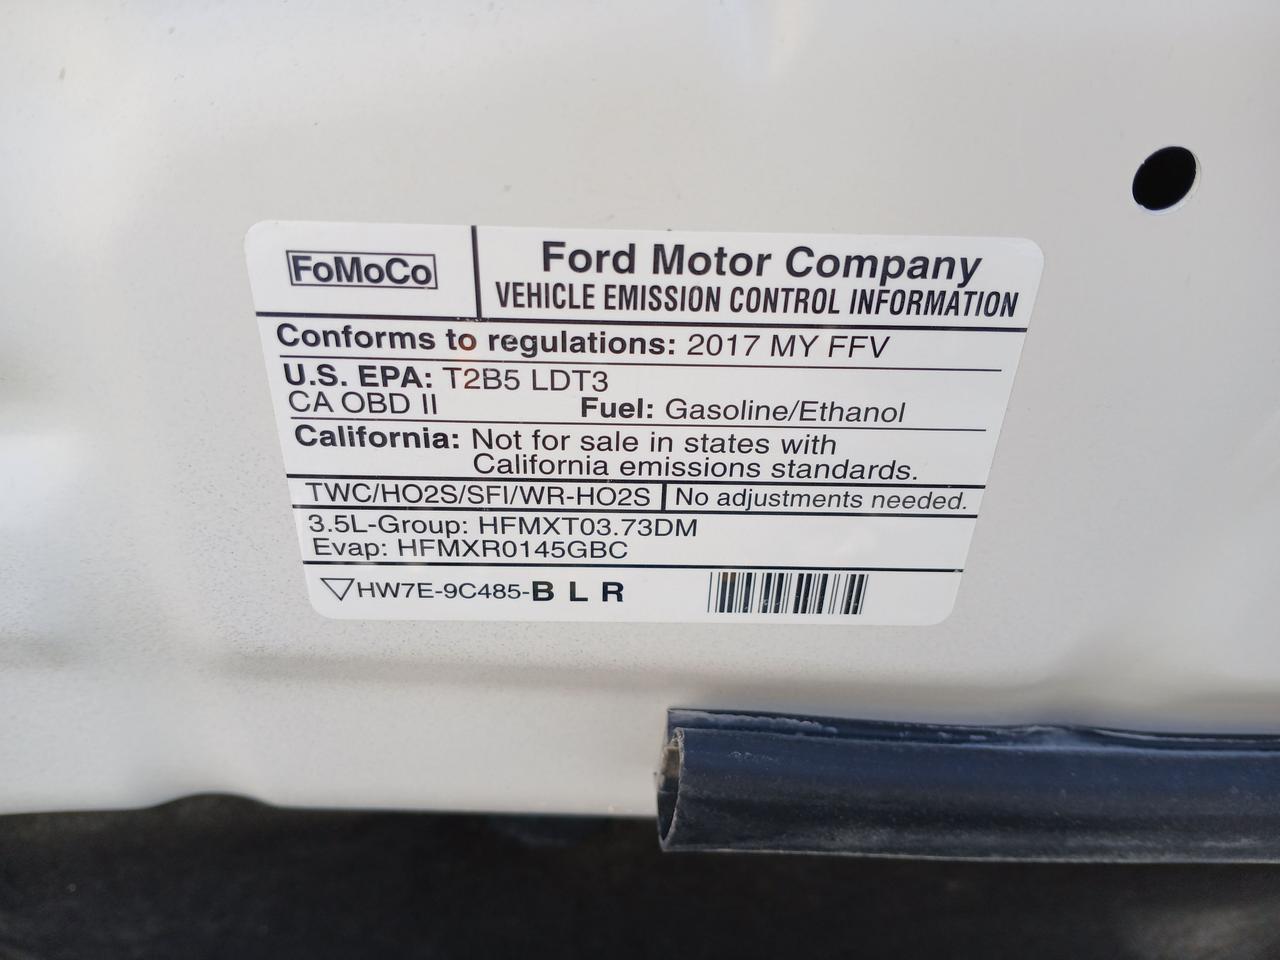 FoMoCo
Ford Motor Company
VEHICLE EMISSION CONTROL INFORMATION
Conforms to regulations: 2017 MY FFV
U.S. EPA: T2B5 LDT3
CA OBD II Fuel: Gasoline/Ethanol
California: Not for sale in states with
California emissions standards.
TWC/HO2S/SFI/WR-HO2S No adjustments needed.
3.5L-Group: HFMXT03.73DM
Evap: HFMXR0145GBC
HW7E-9C485-B L R